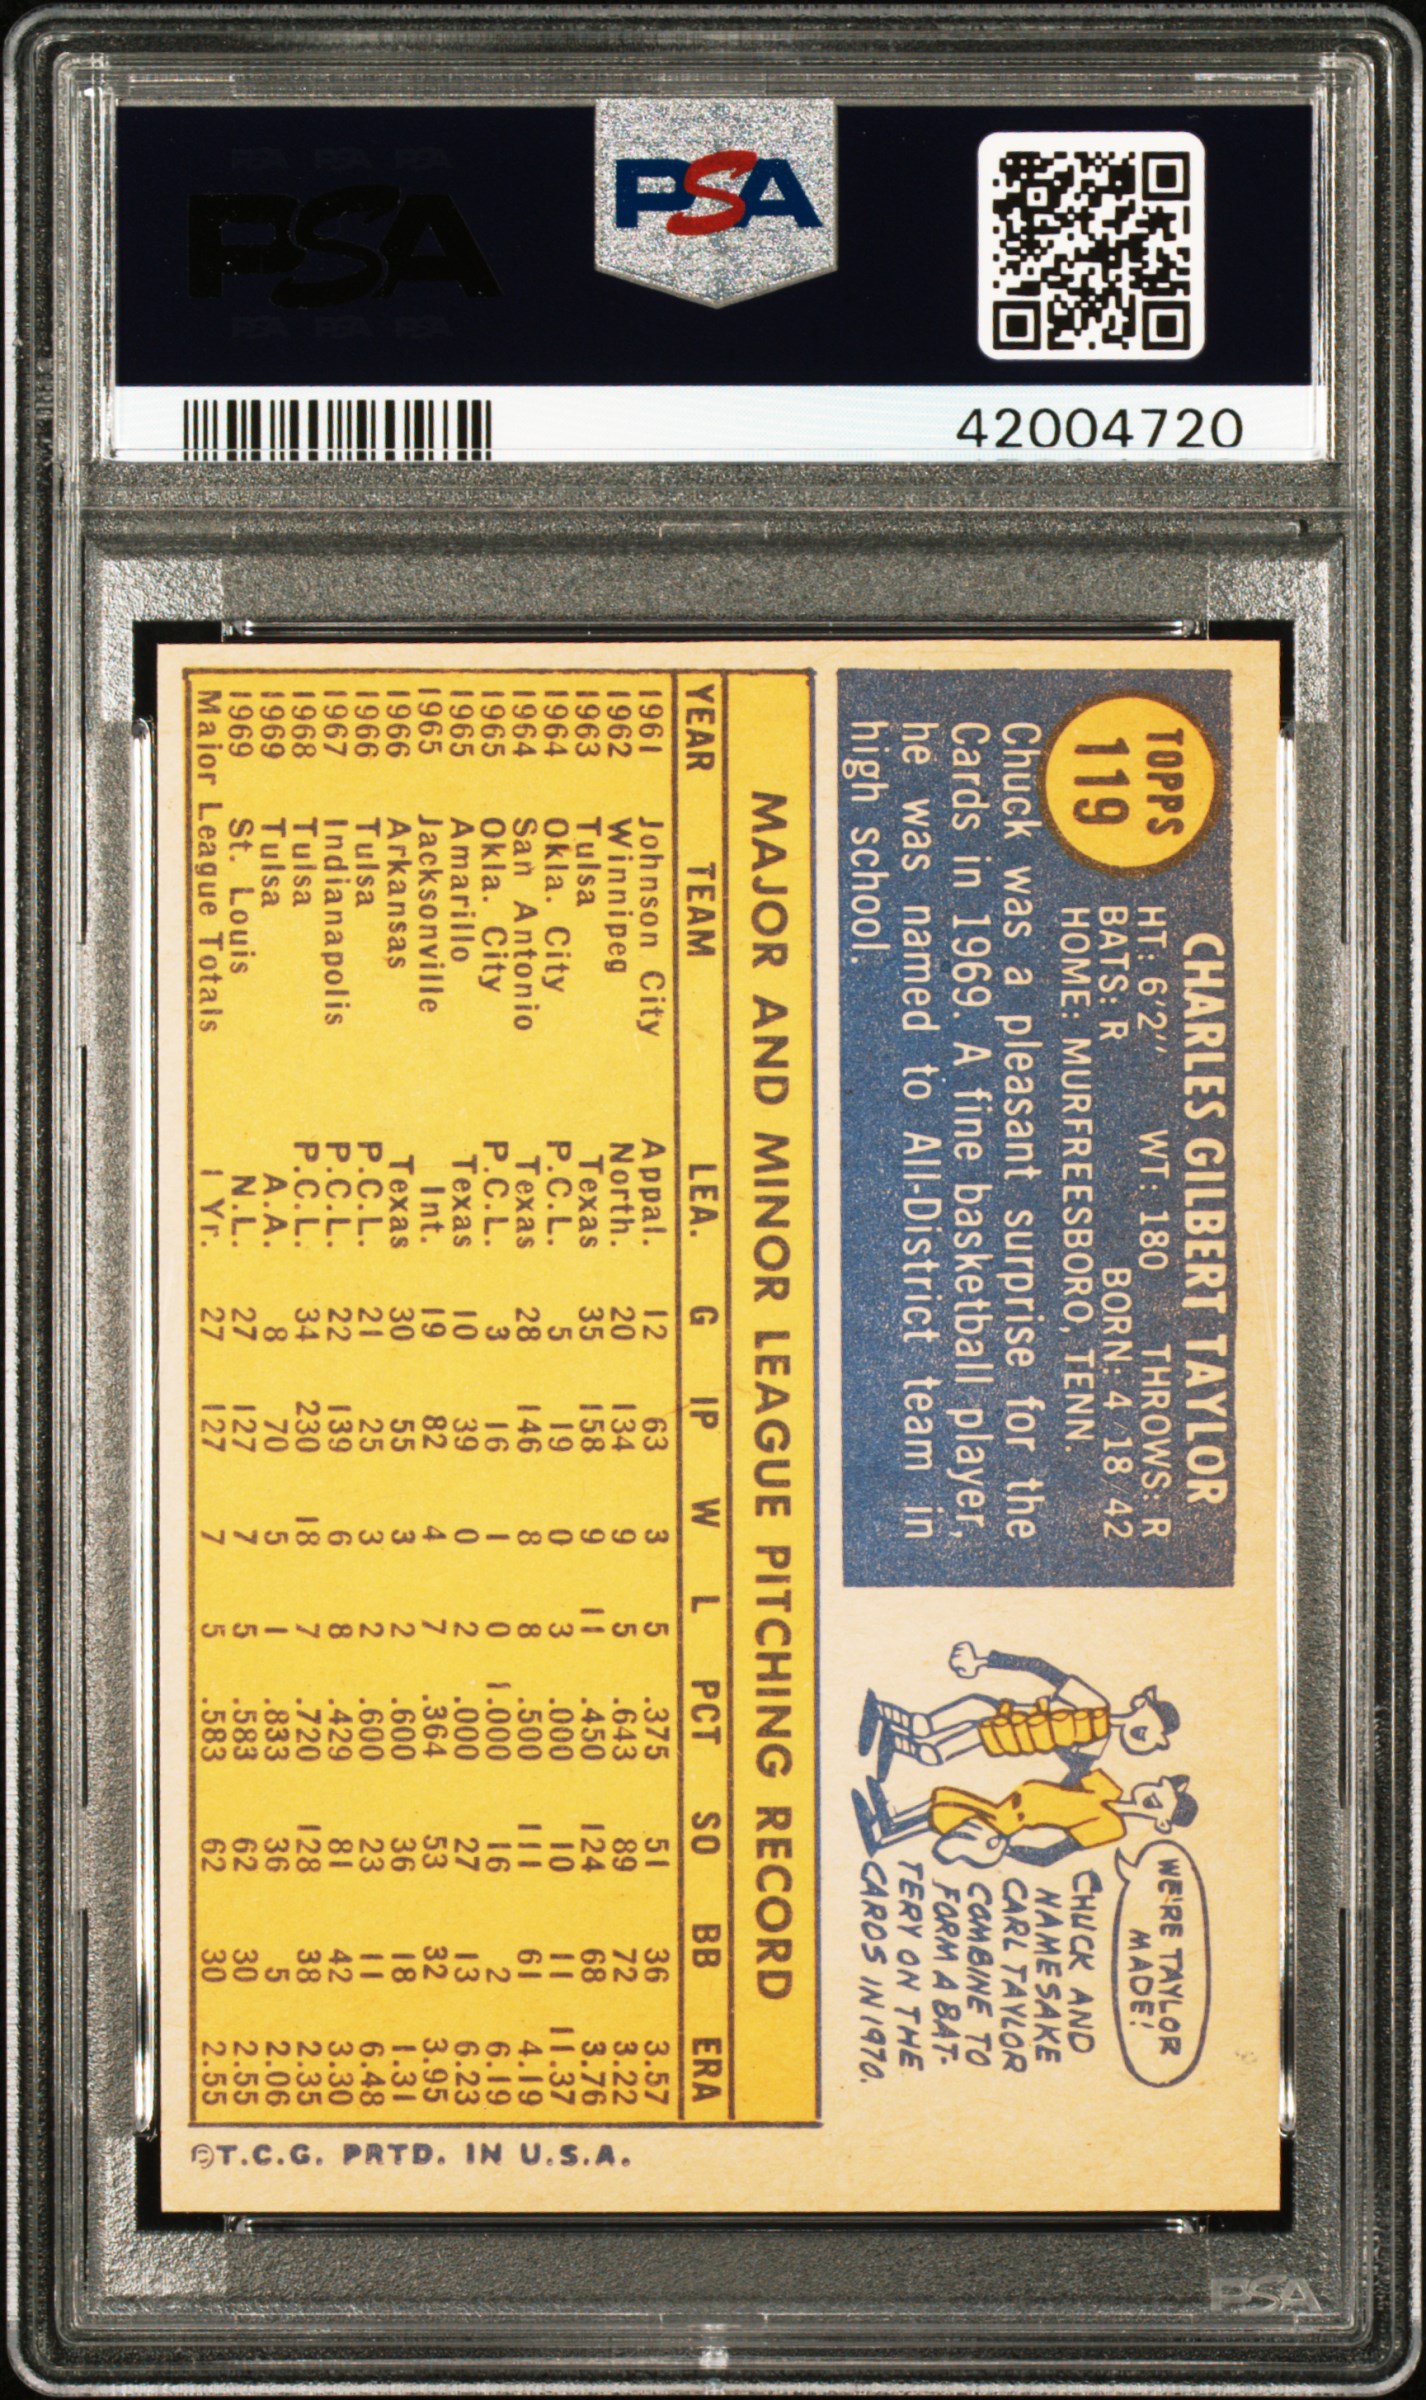 PSA PSA PSA
PSA
PSA PSA PSA
PSA
42004720
TOPPS
119
CHARLES GILBERT TAYLOR
HT: 6'2'' WT: 180 THROWS: R
BATS: R BORN: 4/18/42
HOME: MURFREESBORO, TENN.
Chuck was a pleasant surprise for the
Cards in 1969. A fine basketball player,
he was named to All-District team in
high school.
WE'RE TAYLOR
MADE!
CHUCK AND
NAMESAKE
CARL TAYLOR
COMBINE TO
FORM A BAT-
TERY ON THE
CARDS IN 1970.
MAJOR AND MINOR LEAGUE PITCHING RECORD
YEAR TEAM LEA. G IP W L PCT SO BB ERA
1961 Johnson City Appal. 12 63 3 5 .375 51 36 3.57
1962 Winnipeg North. 20 134 9 5 .643 89 72 3.22
1963 Tulsa Texas 35 158 9 11 .450 124 68 3.76
1964 Okla. City P.C.L. 5 19 0 3 .000 10 11 11.37
1964 San Antonio Texas 28 146 8 8 .500 111 61 4.19
1965 Okla. City P.C.L. 3 16 1 0 1.000 16 2 6.19
1965 Amarillo Texas 10 39 0 2 .000 27 13 6.23
1965 Jacksonville Int. 19 82 4 7 .364 53 32 3.95
1966 Arkansas Texas 30 55 3 2 .600 36 18 1.31
1966 Tulsa P.C.L. 21 25 3 2 .600 23 11 6.48
1967 Indianapolis P.C.L. 22 139 6 8 .429 81 42 3.30
1968 Tulsa P.C.L. 34 230 18 7 .720 128 38 2.35
1969 Tulsa A.A. 8 70 5 1 .833 36 5 2.06
1969 St. Louis N.L. 27 127 7 5 .583 62 30 2.55
Major League Totals 1 Yr. 27 127 7 5 .583 62 30 2.55
©T.C.G. PRTD. IN U.S.A.
PSA